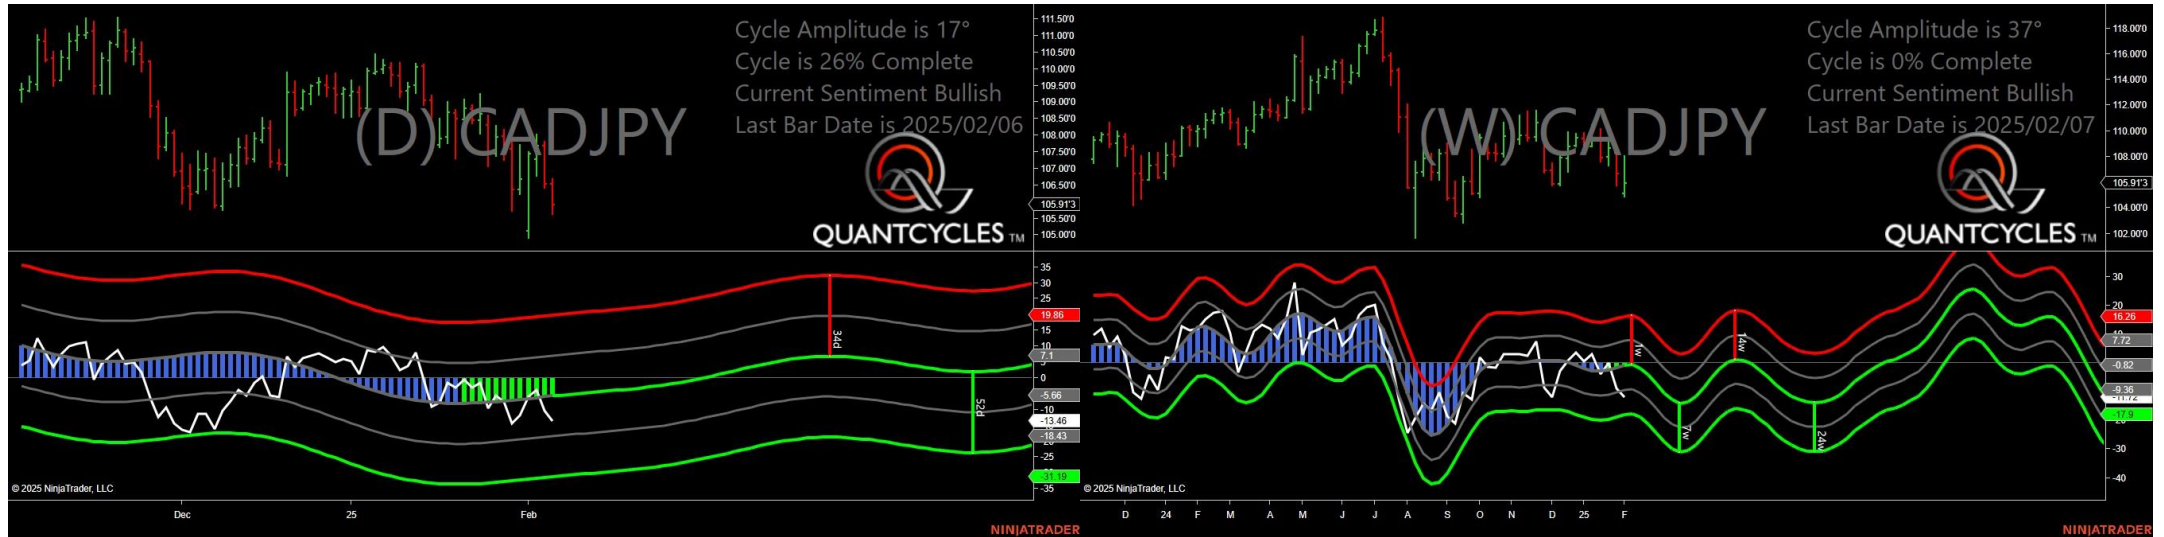 Cycle Amplitude is 17°
Cycle is 26% Complete
Current Sentiment Bullish
Last Bar Date is 2025/02/06
(D) CADJPY
QUANTCYCLES TM
111.50'0
111.00'0
110.50'0
110.00'0
109.50'0
109.00'0
108.50'0
108.00'0
107.50'0
107.00'0
106.50'0
105.91'3
105.50'0
105.00'0
35
30
25
19.86
15
10
7.1
5
0
-5.66
-10
-13.46
-18.43
-25
-31.19
-35
34d
52d
© 2025 NinjaTrader, LLC
Dec
25
Feb
NINJATRADER
Cycle Amplitude is 37°
Cycle is 0% Complete
Current Sentiment Bullish
Last Bar Date is 2025/02/07
(W) CADJPY
QUANTCYCLES TM
118.00'0
116.00'0
114.00'0
112.00'0
110.00'0
108.00'0
105.91'3
104.00'0
102.00'0
30
20
16.26
7.72
-0.82
-9.36
-11.72
-17.9
-30
-40
1w
14w
7w
24w
© 2025 NinjaTrader, LLC
D 24 F M A M J J A S O N D 25 F
NINJATRADER